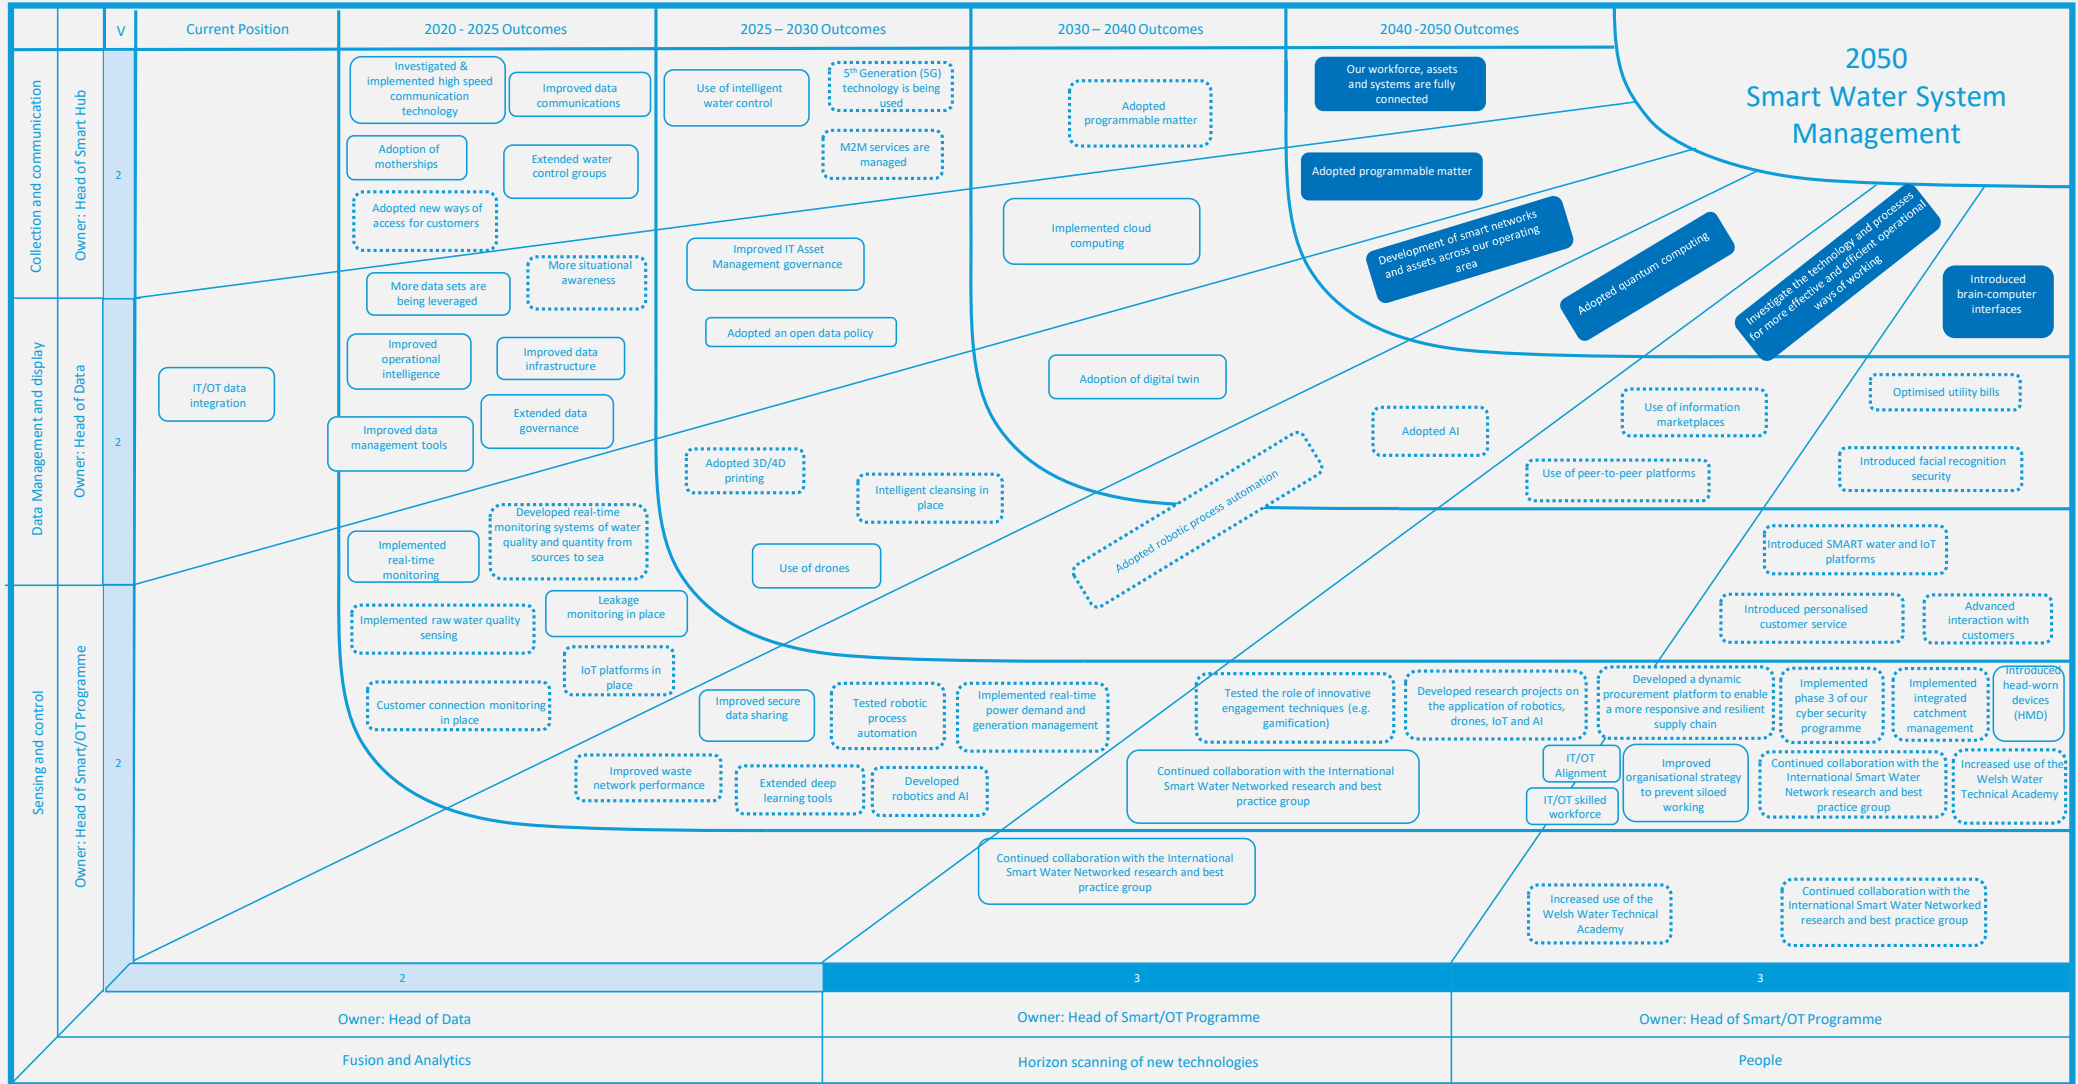 V
Current Position
2020 - 2025 Outcomes
2025 – 2030 Outcomes
2030 – 2040 Outcomes
2040 -2050 Outcomes
2050
Smart Water System
Management
Collection and communication
Owner: Head of Smart Hub
2
Investigated &
implemented high speed
communication
technology
Improved data
communications
Adoption of
motherships
Extended water
control groups
Adopted new ways of
access for customers
Use of intelligent
water control
5th Generation (5G)
technology is being
used
M2M services are
managed
Adopted
programmable matter
Our workforce, assets
and systems are fully
connected
Adopted programmable matter
Data Management and display
Owner: Head of Data
2
IT/OT data
integration
More situational
awareness
More data sets are
being leveraged
Improved
operational
intelligence
Improved data
infrastructure
Extended data
governance
Improved data
management tools
Improved IT Asset
Management governance
Adopted an open data policy
Implemented cloud
computing
Adoption of digital twin
Development of smart networks
and assets across our operating
area
Adopted quantum computing
Investigate the technology and processes
for more effective and efficient operational
ways of working
Introduced
brain-computer
interfaces
Sensing and control
Owner: Head of Smart/OT Programme
2
Implemented
real-time
monitoring
Developed real-time
monitoring systems of water
quality and quantity from
sources to sea
Implemented raw water quality
sensing
Leakage
monitoring in place
IoT platforms in
place
Customer connection monitoring
in place
Adopted 3D/4D
printing
Intelligent cleansing in
place
Use of drones
Adopted robotic process automation
Adopted AI
Use of information
marketplaces
Use of peer-to-peer platforms
Optimised utility bills
Introduced facial recognition
security
Introduced SMART water and IoT
platforms
Introduced personalised
customer service
Advanced
interaction with
customers
Improved secure
data sharing
Tested robotic
process
automation
Implemented real-time
power demand and
generation management
Improved waste
network performance
Extended deep
learning tools
Developed
robotics and AI
Tested the role of innovative
engagement techniques (e.g.
gamification)
Developed research projects on
the application of robotics,
drones, IoT and AI
Developed a dynamic
procurement platform to enable
a more responsive and resilient
supply chain
Implemented
phase 3 of our
cyber security
programme
Implemented
integrated
catchment
management
Introduced
head-worn
devices
(HMD)
Continued collaboration with the International
Smart Water Networked research and best
practice group
IT/OT
Alignment
IT/OT skilled
workforce
Improved
organisational strategy
to prevent siloed
working
Continued collaboration with the
International Smart Water
Network research and best
practice group
Increased use of the
Welsh Water
Technical Academy
Continued collaboration with the International
Smart Water Networked research and best
practice group
Increased use of the
Welsh Water Technical
Academy
Continued collaboration with the
International Smart Water Networked
research and best practice group
2
3
3
Owner: Head of Data
Owner: Head of Smart/OT Programme
Owner: Head of Smart/OT Programme
Fusion and Analytics
Horizon scanning of new technologies
People